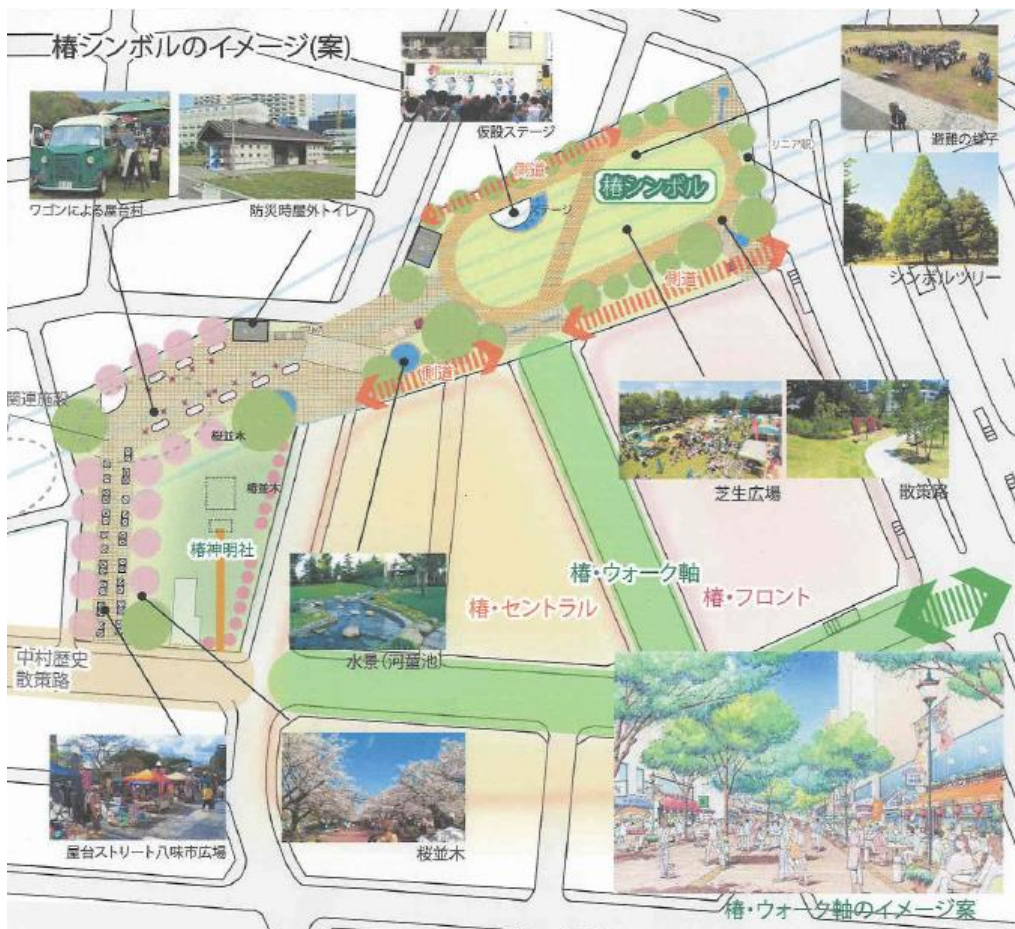 椿シンボルのイメージ(案)
仮設ステージ
避難の様子
ワゴンによる屋台村
防災時屋外トイレ
側道
(リニア駅)
椿シンボル
ステージ
シンボルツリー
側道
側道
関連施設
桜並木
椿並木
芝生広場
散策路
椿神明社
椿・ウォーク軸
椿・セントラル
椿・フロント
中村歴史
散策路
水景(河童池)
屋台ストリート八味市広場
桜並木
椿・ウォーク軸のイメージ案